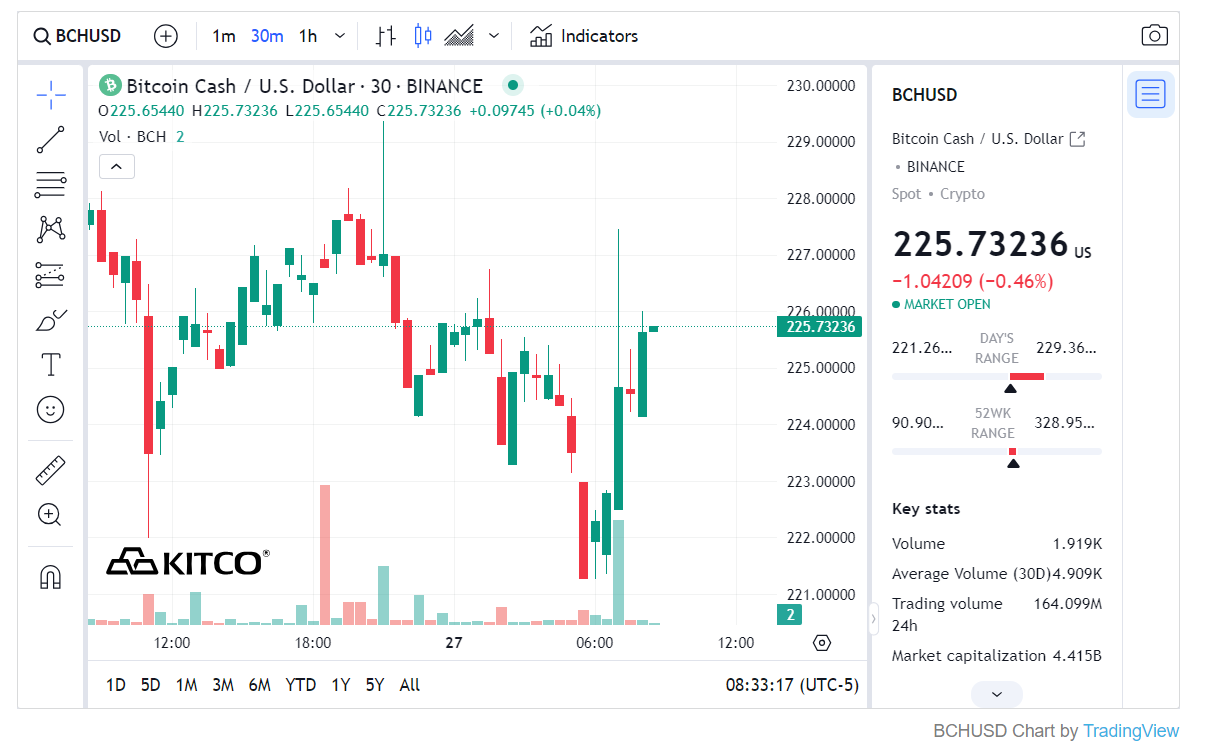 BCHUSD 1m 30m 1h Indicators
Bitcoin Cash / U.S. Dollar · 30 · BINANCE
O225.65440 H225.73236 L225.65440 C225.73236 +0.09745 (+0.04%)
Vol · BCH 2
230.00000
229.00000
228.00000
227.00000
226.00000
225.73236
225.00000
224.00000
223.00000
222.00000
221.00000
2
KITCO®
12:00 18:00 27 06:00 12:00
1D 5D 1M 3M 6M YTD 1Y 5Y All 08:33:17 (UTC-5)
BCHUSD
Bitcoin Cash / U.S. Dollar
• BINANCE
Spot • Crypto
225.73236 US
−1.04209 (−0.46%)
MARKET OPEN
221.26... DAY'S RANGE 229.36...
90.90... 52WK RANGE 328.95...
Key stats
Volume 1.919K
Average Volume (30D) 4.909K
Trading volume 24h 164.099M
Market capitalization 4.415B
BCHUSD Chart by TradingView